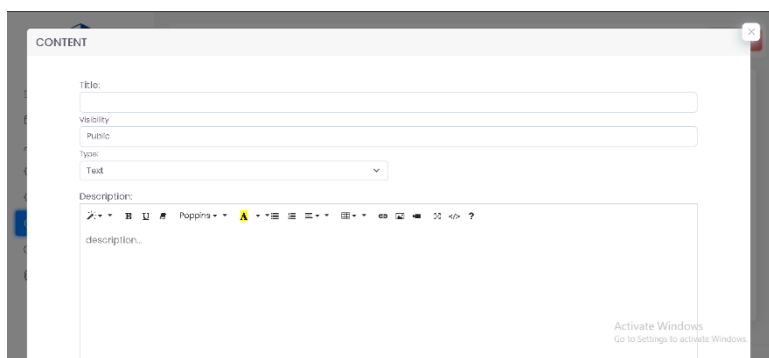 CONTENT
Title:
Visibility
Public
Type:
Text
Description:
B U Poppins A </> ?
description...
Activate Windows
Go to Settings to activate Windows.